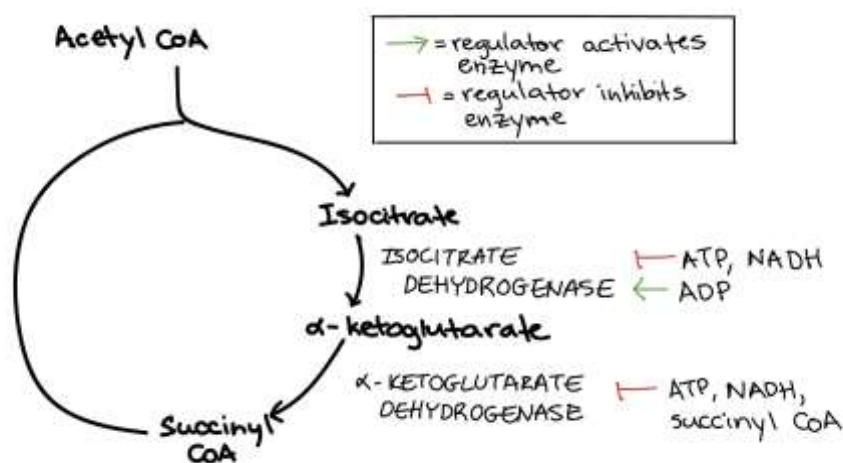 Acetyl CoA
→ = regulator activates
enzyme
⊣ = regulator inhibits
enzyme
Isocitrate
ISOCITRATE
DEHYDROGENASE
ATP, NADH
ADP
α-ketoglutarate
α-KETOGLUTARATE
DEHYDROGENASE
ATP, NADH,
succinyl CoA
Succinyl
CoA